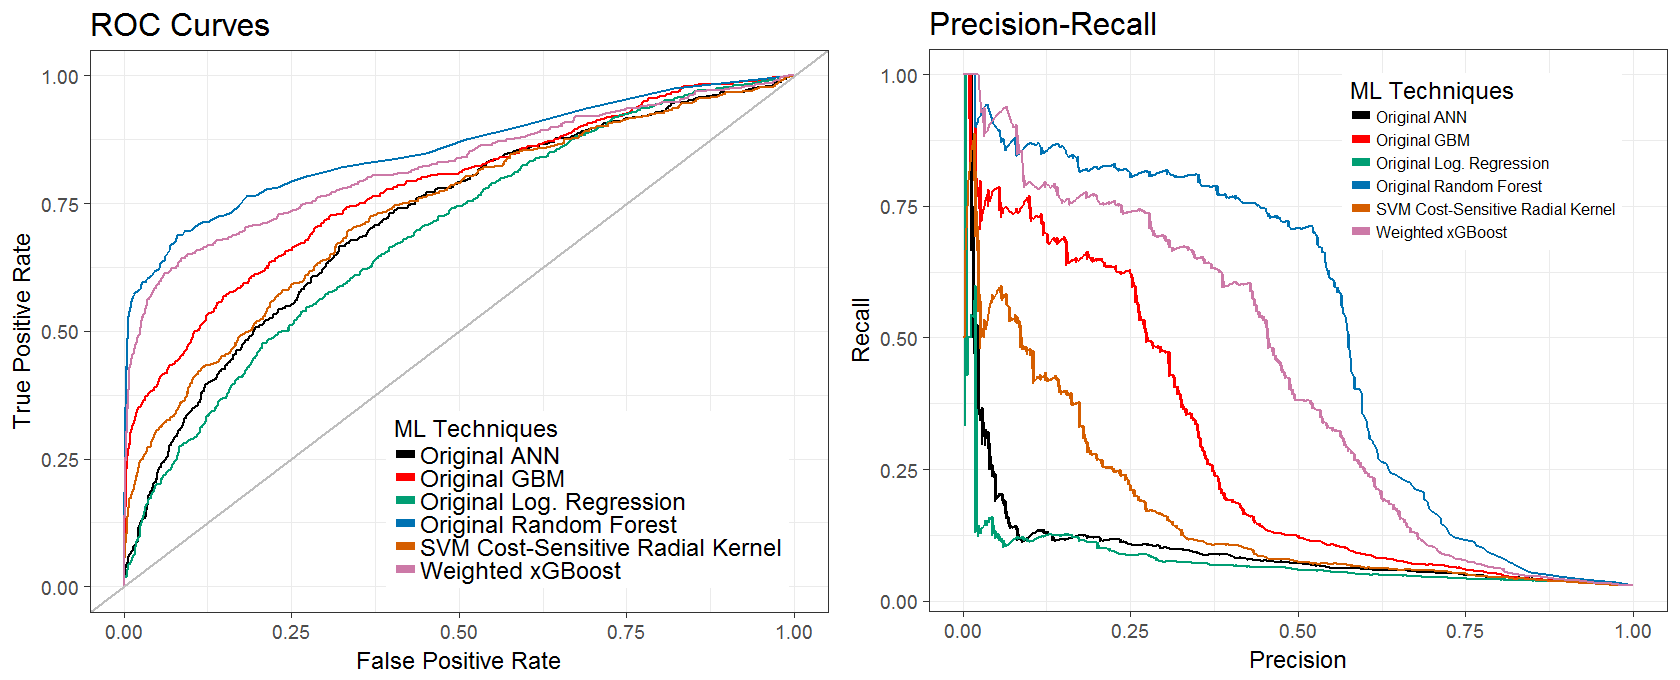 ROC Curves
True Positive Rate
1.00
0.75
0.50
0.25
0.00
ML Techniques
Original ANN
Original GBM
Original Log. Regression
Original Random Forest
SVM Cost-Sensitive Radial Kernel
Weighted xGBoost
0.00 0.25 0.50 0.75 1.00
False Positive Rate
Precision-Recall
Recall
1.00
0.75
0.50
0.25
0.00
ML Techniques
Original ANN
Original GBM
Original Log. Regression
Original Random Forest
SVM Cost-Sensitive Radial Kernel
Weighted xGBoost
0.00 0.25 0.50 0.75 1.00
Precision